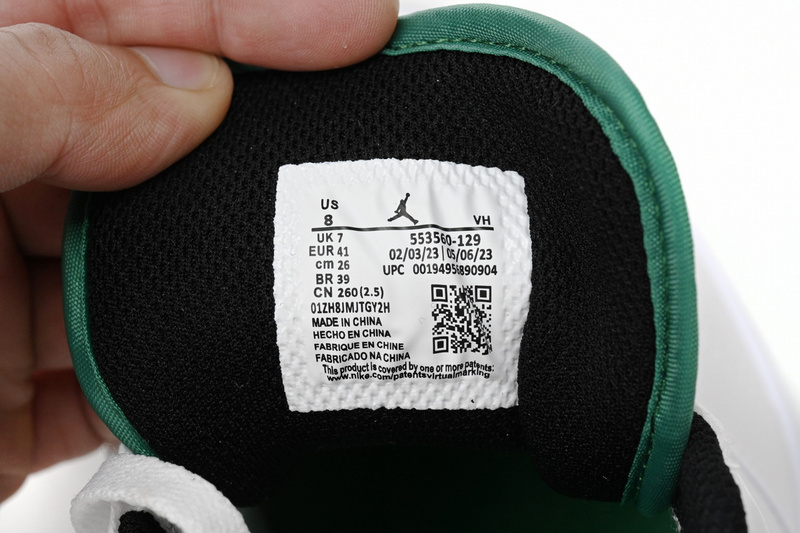 US
8 VH
UK 7
EUR 41
cm 26
BR 39
CN 260 (2.5)
553560-129
02/03/23 | 05/06/23
UPC 00194956890904
01ZH8JMJTGY2H
MADE IN CHINA
HECHO EN CHINA
FABRIQUE EN CHINE
FABRICADO NA CHINA
This product is covered by one or more patents:
www.nike.com/patentsvirtualmarking